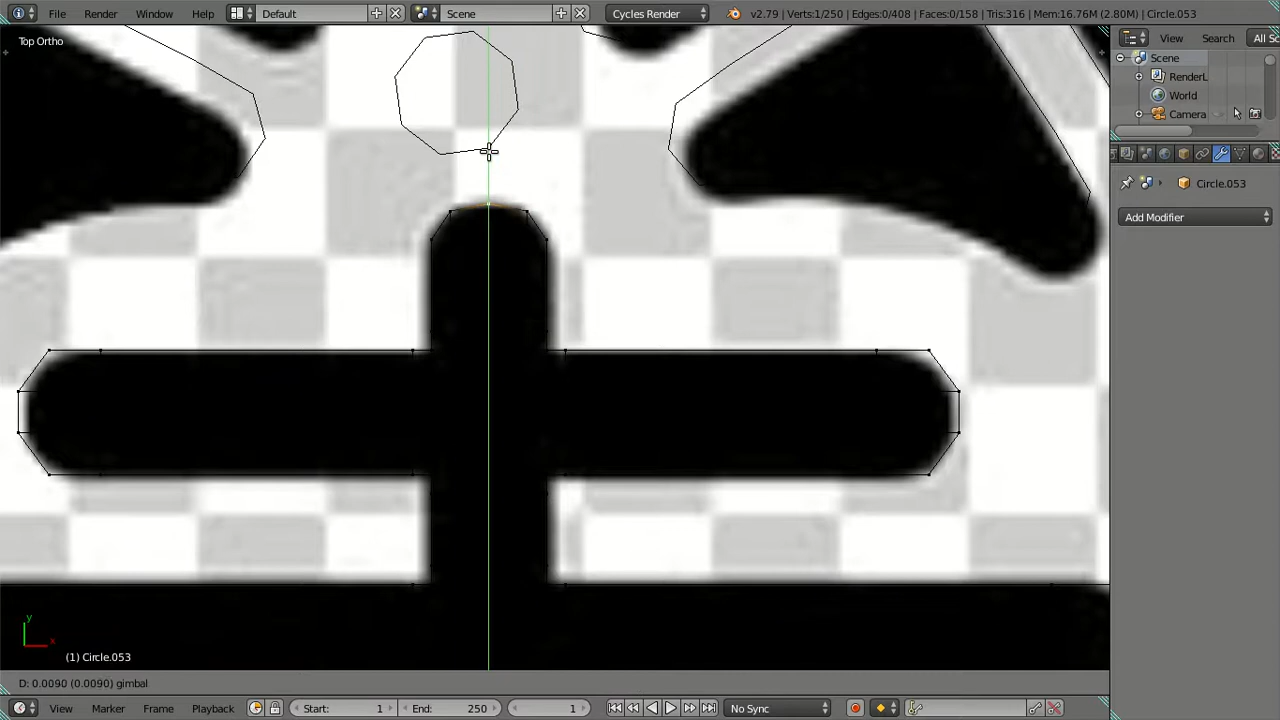 File Render Window Help Default Scene Cycles Render v2.79 | Verts:1/250 | Edges:0/408 | Faces:0/158 | Tris:316 | Mem:16.76M (2.80M) | Circle.053
Top Ortho
View Search All Sc
Scene
RenderL
World
Camera
Circle.053
Add Modifier
y
x
(1) Circle.053
D: 0.0090 (0.0090) gimbal
View Marker Frame Playback Start: 1 End: 250 1 No Sync